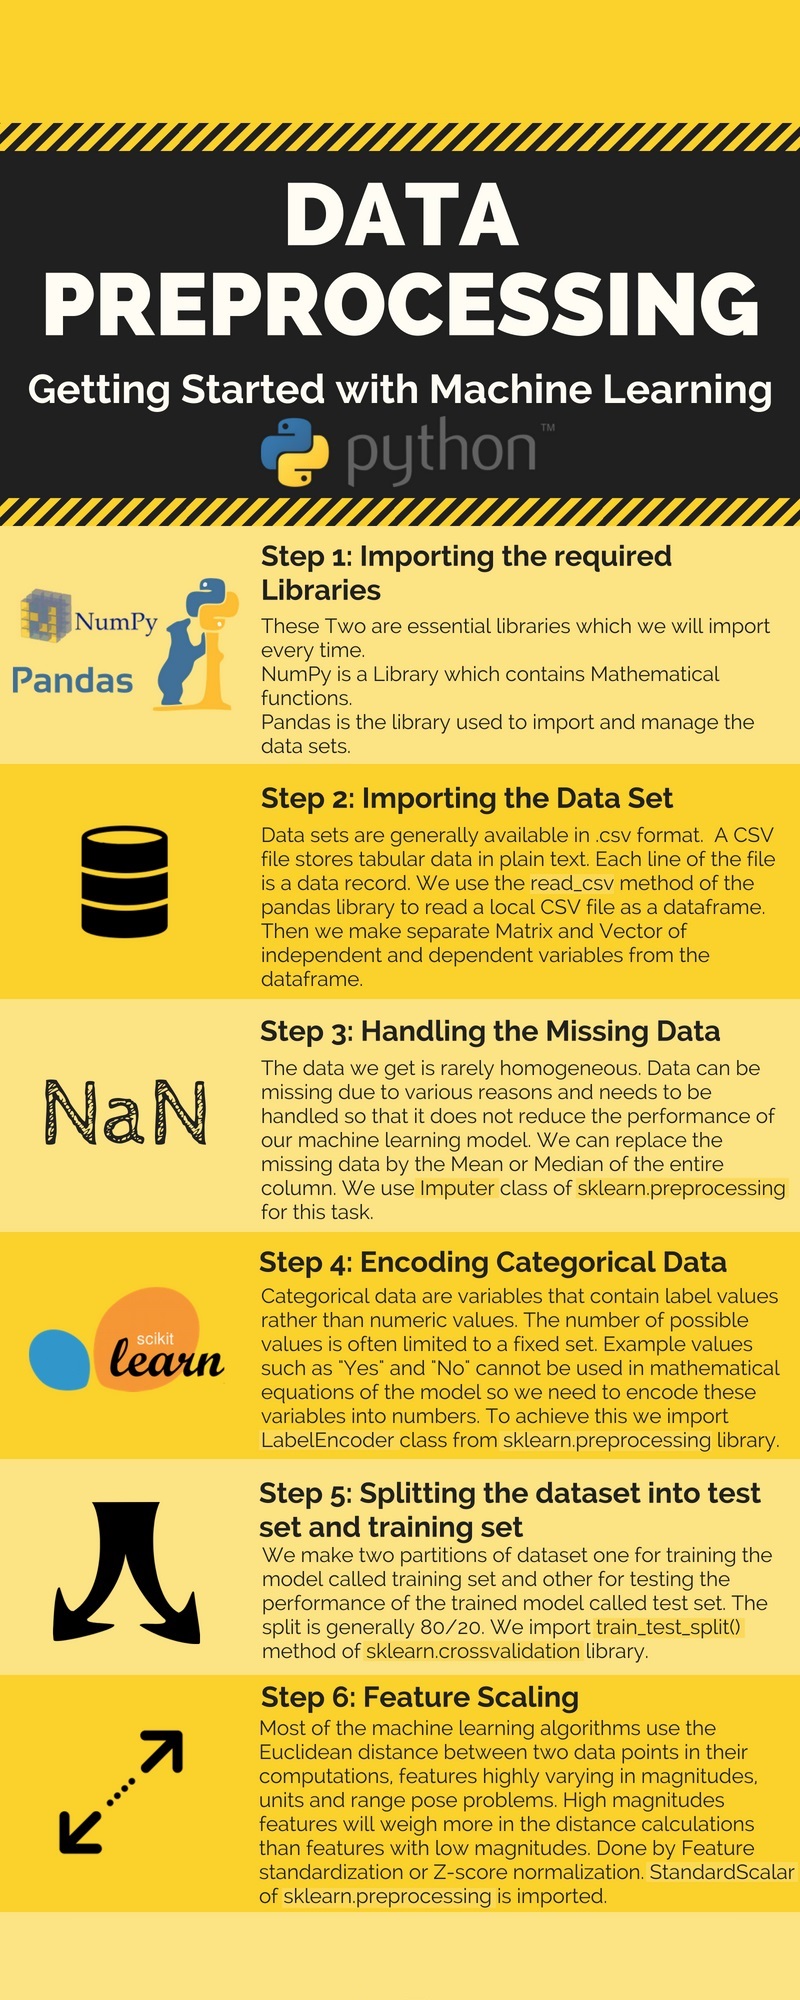 DATA
PREPROCESSING
Getting Started with Machine Learning
python™
Step 1: Importing the required
Libraries
NumPy
Pandas
These Two are essential libraries which we will import
every time.
NumPy is a Library which contains Mathematical
functions.
Pandas is the library used to import and manage the
data sets.
Step 2: Importing the Data Set
Data sets are generally available in .csv format.  A CSV
file stores tabular data in plain text. Each line of the file
is a data record. We use the read_csv method of the
pandas library to read a local CSV file as a dataframe.
Then we make separate Matrix and Vector of
independent and dependent variables from the
dataframe.
Step 3: Handling the Missing Data
NaN
The data we get is rarely homogeneous. Data can be
missing due to various reasons and needs to be
handled so that it does not reduce the performance of
our machine learning model. We can replace the
missing data by the Mean or Median of the entire
column. We use Imputer class of sklearn.preprocessing
for this task.
Step 4: Encoding Categorical Data
scikit
learn
Categorical data are variables that contain label values
rather than numeric values. The number of possible
values is often limited to a fixed set. Example values
such as "Yes" and "No" cannot be used in mathematical
equations of the model so we need to encode these
variables into numbers. To achieve this we import
LabelEncoder class from sklearn.preprocessing library.
Step 5: Splitting the dataset into test
set and training set
We make two partitions of dataset one for training the
model called training set and other for testing the
performance of the trained model called test set. The
split is generally 80/20. We import train_test_split()
method of sklearn.crossvalidation library.
Step 6: Feature Scaling
Most of the machine learning algorithms use the
Euclidean distance between two data points in their
computations, features highly varying in magnitudes,
units and range pose problems. High magnitudes
features will weigh more in the distance calculations
than features with low magnitudes. Done by Feature
standardization or Z-score normalization. StandardScalar
of sklearn.preprocessing is imported.